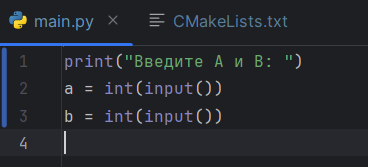 main.py CMakeLists.txt
1 print("Введите A и B: ")
2 a = int(input())
3 b = int(input())
4